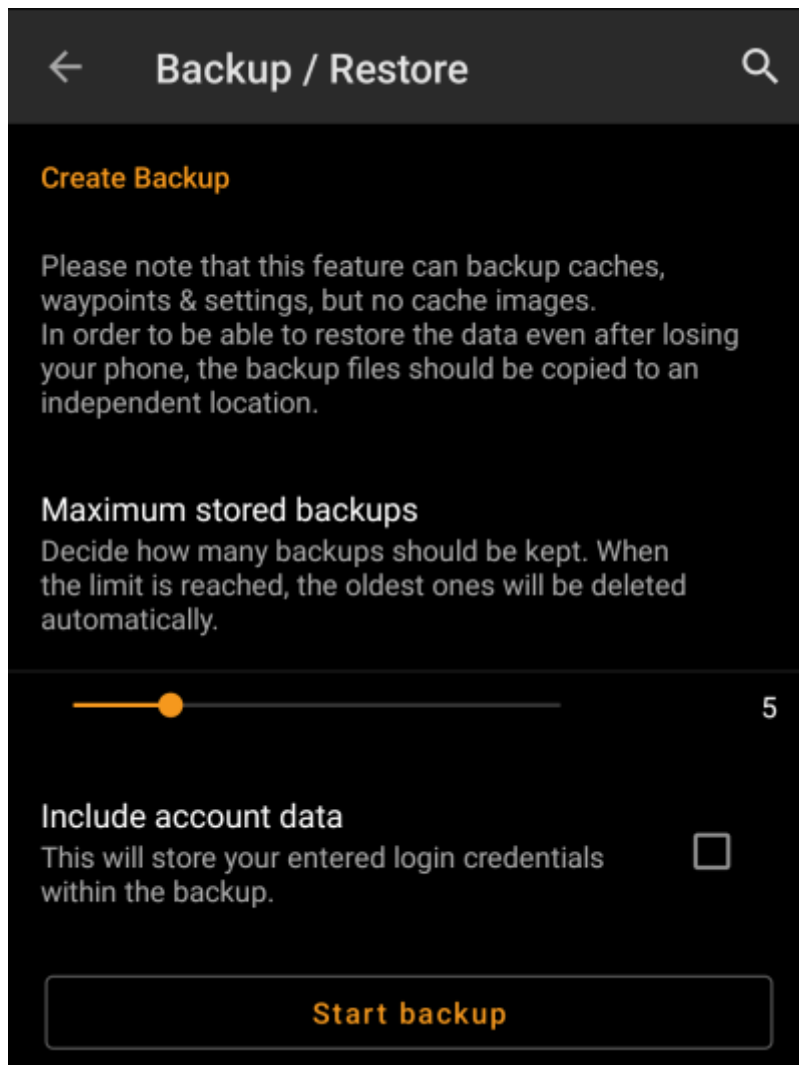 Backup / Restore
Create Backup
Please note that this feature can backup caches,
waypoints & settings, but no cache images.
In order to be able to restore the data even after losing
your phone, the backup files should be copied to an
independent location.
Maximum stored backups
Decide how many backups should be kept. When
the limit is reached, the oldest ones will be deleted
automatically.
5
Include account data
This will store your entered login credentials
within the backup.
Start backup